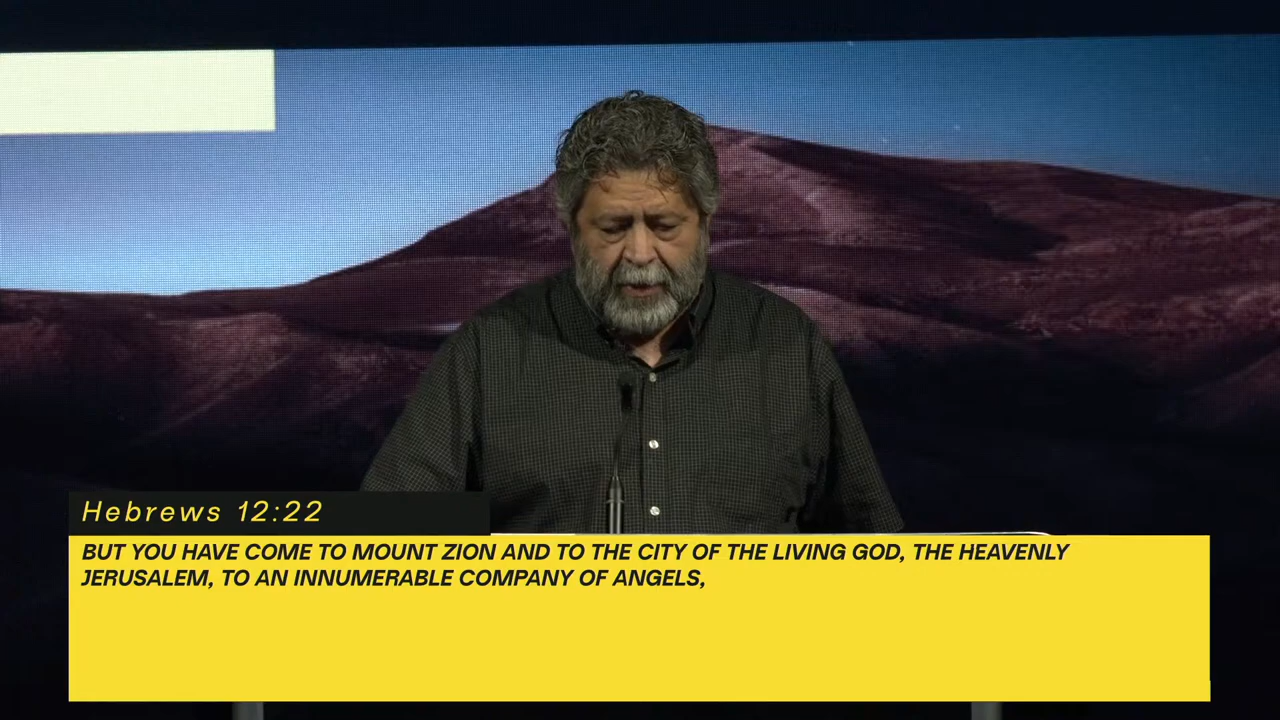 Hebrews 12:22
BUT YOU HAVE COME TO MOUNT ZION AND TO THE CITY OF THE LIVING GOD, THE HEAVENLY
JERUSALEM, TO AN INNUMERABLE COMPANY OF ANGELS,